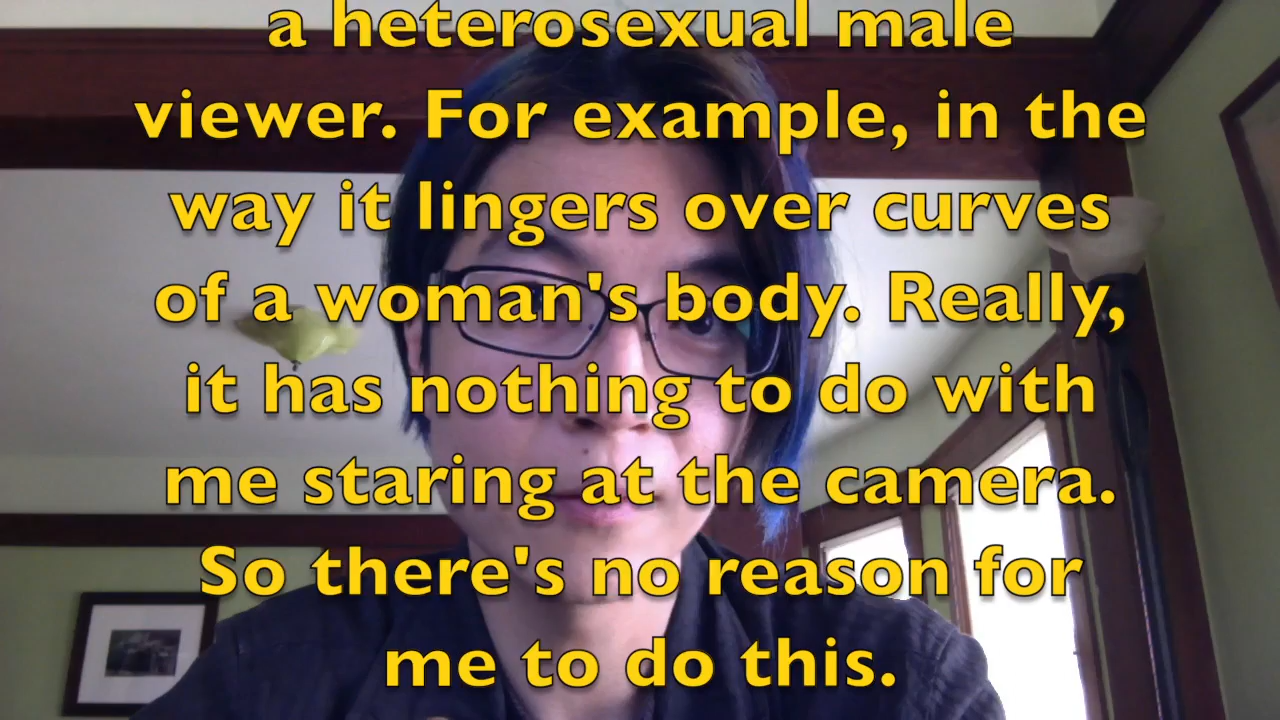 a heterosexual male
viewer. For example, in the
way it lingers over curves
of a woman's body. Really,
it has nothing to do with
me staring at the camera.
So there's no reason for
me to do this.